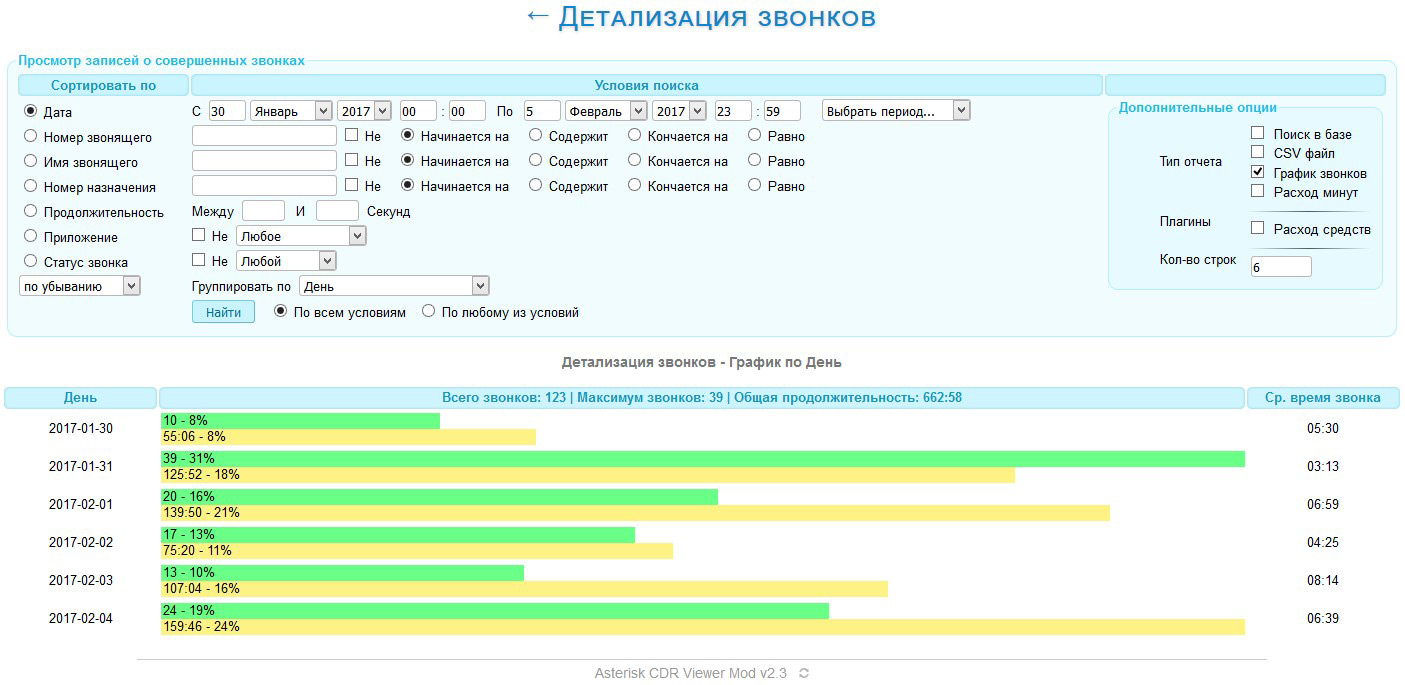 ← Детализация звонков
Просмотр записей о совершенных звонках
Сортировать по Условия поиска
Дата С 30 Январь 2017 00 : 00 По 5 Февраль 2017 23 : 59 Выбрать период... Дополнительные опции
Номер звонящего Не Начинается на Содержит Кончается на Равно Поиск в базе
Имя звонящего Не Начинается на Содержит Кончается на Равно Тип отчета CSV файл
График звонков
Номер назначения Не Начинается на Содержит Кончается на Равно Расход минут
Продолжительность Между И Секунд Плагины
Приложение Не Любое Расход средств
Статус звонка Не Любой Кол-во строк 6
по убыванию Группировать по День
Найти По всем условиям По любому из условий
Детализация звонков - График по День
День Всего звонков: 123 | Максимум звонков: 39 | Общая продолжительность: 662:58 Ср. время звонка
10 - 8%
2017-01-30 05:30
55:06 - 8%
39 - 31%
2017-01-31 03:13
125:52 - 18%
20 - 16%
2017-02-01 06:59
139:50 - 21%
17 - 13%
2017-02-02 04:25
75:20 - 11%
13 - 10%
2017-02-03 08:14
107:04 - 16%
24 - 19%
2017-02-04 06:39
159:46 - 24%
Asterisk CDR Viewer Mod v2.3